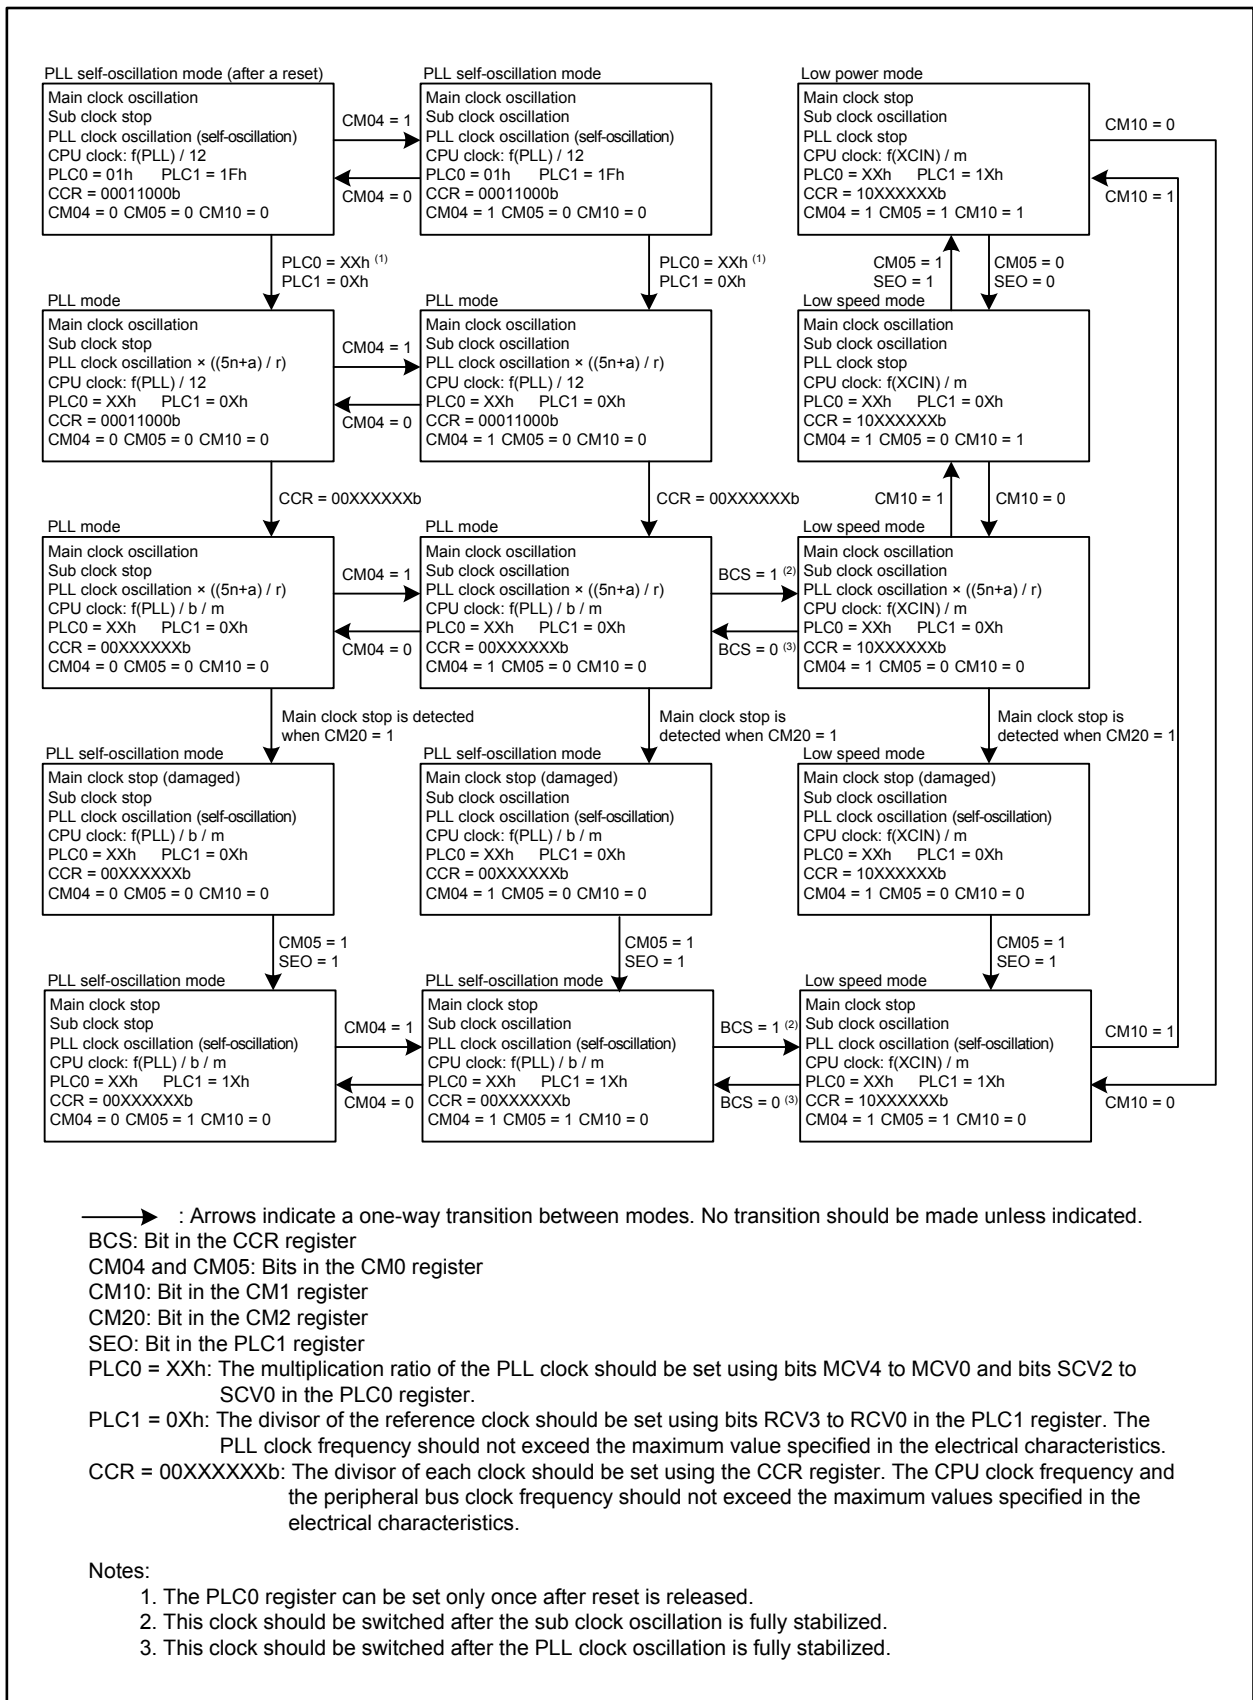 PLL self-oscillation mode (after a reset)
Main clock oscillation
Sub clock stop
PLL clock oscillation (self-oscillation)
CPU clock: f(PLL) / 12
PLC0 = 01h PLC1 = 1Fh
CCR = 00011000b
CM04 = 0 CM05 = 0 CM10 = 0
CM04 = 1
CM04 = 0
PLL self-oscillation mode
Main clock oscillation
Sub clock oscillation
PLL clock oscillation (self-oscillation)
CPU clock: f(PLL) / 12
PLC0 = 01h PLC1 = 1Fh
CCR = 00011000b
CM04 = 1 CM05 = 0 CM10 = 0
Low power mode
Main clock stop
Sub clock oscillation
PLL clock stop
CPU clock: f(XCIN) / m
PLC0 = XXh PLC1 = 1Xh
CCR = 10XXXXXXb
CM04 = 1 CM05 = 1 CM10 = 1
CM10 = 0
CM10 = 1
PLC0 = XXh (1)
PLC1 = 0Xh
PLC0 = XXh (1)
PLC1 = 0Xh
CM05 = 1
SEO = 1
CM05 = 0
SEO = 0
PLL mode
Main clock oscillation
Sub clock stop
PLL clock oscillation × ((5n+a) / r)
CPU clock: f(PLL) / 12
PLC0 = XXh PLC1 = 0Xh
CCR = 00011000b
CM04 = 0 CM05 = 0 CM10 = 0
CM04 = 1
CM04 = 0
PLL mode
Main clock oscillation
Sub clock oscillation
PLL clock oscillation × ((5n+a) / r)
CPU clock: f(PLL) / 12
PLC0 = XXh PLC1 = 0Xh
CCR = 00011000b
CM04 = 1 CM05 = 0 CM10 = 0
Low speed mode
Main clock oscillation
Sub clock oscillation
PLL clock stop
CPU clock: f(XCIN) / m
PLC0 = XXh PLC1 = 0Xh
CCR = 10XXXXXXb
CM04 = 1 CM05 = 0 CM10 = 1
CCR = 00XXXXXXb
CCR = 00XXXXXXb
CM10 = 1
CM10 = 0
PLL mode
Main clock oscillation
Sub clock stop
PLL clock oscillation × ((5n+a) / r)
CPU clock: f(PLL) / b / m
PLC0 = XXh PLC1 = 0Xh
CCR = 00XXXXXXb
CM04 = 0 CM05 = 0 CM10 = 0
CM04 = 1
CM04 = 0
PLL mode
Main clock oscillation
Sub clock oscillation
PLL clock oscillation × ((5n+a) / r)
CPU clock: f(PLL) / b / m
PLC0 = XXh PLC1 = 0Xh
CCR = 00XXXXXXb
CM04 = 1 CM05 = 0 CM10 = 0
BCS = 1 (2)
BCS = 0 (3)
Low speed mode
Main clock oscillation
Sub clock oscillation
PLL clock oscillation × ((5n+a) / r)
CPU clock: f(XCIN) / m
PLC0 = XXh PLC1 = 0Xh
CCR = 10XXXXXXb
CM04 = 1 CM05 = 0 CM10 = 0
Main clock stop is detected
when CM20 = 1
Main clock stop is
detected when CM20 = 1
Main clock stop is
detected when CM20 = 1
PLL self-oscillation mode
Main clock stop (damaged)
Sub clock stop
PLL clock oscillation (self-oscillation)
CPU clock: f(PLL) / b / m
PLC0 = XXh PLC1 = 0Xh
CCR = 00XXXXXXb
CM04 = 0 CM05 = 0 CM10 = 0
PLL self-oscillation mode
Main clock stop (damaged)
Sub clock oscillation
PLL clock oscillation (self-oscillation)
CPU clock: f(PLL) / b / m
PLC0 = XXh PLC1 = 0Xh
CCR = 00XXXXXXb
CM04 = 1 CM05 = 0 CM10 = 0
Low speed mode
Main clock stop (damaged)
Sub clock oscillation
PLL clock oscillation (self-oscillation)
CPU clock: f(XCIN) / m
PLC0 = XXh PLC1 = 0Xh
CCR = 10XXXXXXb
CM04 = 1 CM05 = 0 CM10 = 0
CM05 = 1
SEO = 1
CM05 = 1
SEO = 1
CM05 = 1
SEO = 1
PLL self-oscillation mode
Main clock stop
Sub clock stop
PLL clock oscillation (self-oscillation)
CPU clock: f(PLL) / b / m
PLC0 = XXh PLC1 = 1Xh
CCR = 00XXXXXXb
CM04 = 0 CM05 = 1 CM10 = 0
CM04 = 1
CM04 = 0
PLL self-oscillation mode
Main clock stop
Sub clock oscillation
PLL clock oscillation (self-oscillation)
CPU clock: f(PLL) / b / m
PLC0 = XXh PLC1 = 1Xh
CCR = 00XXXXXXb
CM04 = 1 CM05 = 1 CM10 = 0
BCS = 1 (2)
BCS = 0 (3)
Low speed mode
Main clock stop
Sub clock oscillation
PLL clock oscillation (self-oscillation)
CPU clock: f(XCIN) / m
PLC0 = XXh PLC1 = 1Xh
CCR = 10XXXXXXb
CM04 = 1 CM05 = 1 CM10 = 0
CM10 = 1
CM10 = 0
: Arrows indicate a one-way transition between modes. No transition should be made unless indicated.
BCS: Bit in the CCR register
CM04 and CM05: Bits in the CM0 register
CM10: Bit in the CM1 register
CM20: Bit in the CM2 register
SEO: Bit in the PLC1 register
PLC0 = XXh: The multiplication ratio of the PLL clock should be set using bits MCV4 to MCV0 and bits SCV2 to
SCV0 in the PLC0 register.
PLC1 = 0Xh: The divisor of the reference clock should be set using bits RCV3 to RCV0 in the PLC1 register. The
PLL clock frequency should not exceed the maximum value specified in the electrical characteristics.
CCR = 00XXXXXXb: The divisor of each clock should be set using the CCR register. The CPU clock frequency and
the peripheral bus clock frequency should not exceed the maximum values specified in the
electrical characteristics.
Notes:
1. The PLC0 register can be set only once after reset is released.
2. This clock should be switched after the sub clock oscillation is fully stabilized.
3. This clock should be switched after the PLL clock oscillation is fully stabilized.